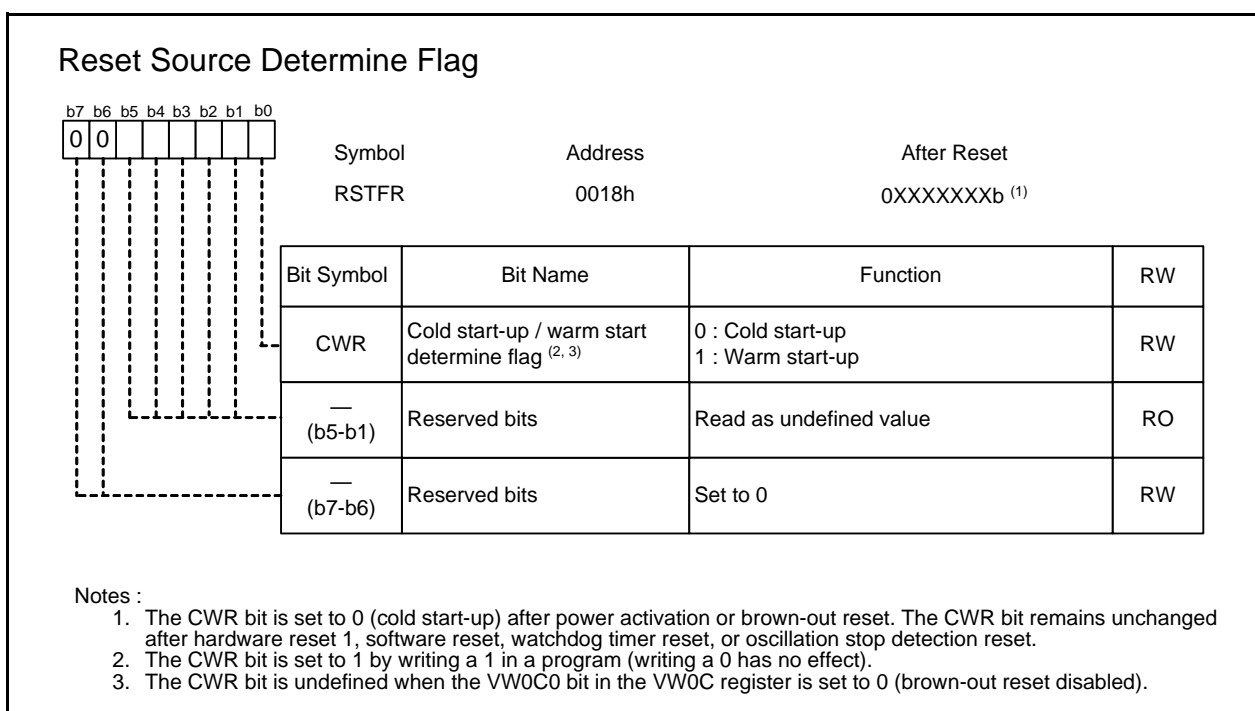 Reset Source Determine Flag
b7 b6 b5 b4 b3 b2 b1 b0
0 0
Symbol Address After Reset
RSTFR 0018h 0XXXXXXXb (1)
Bit Symbol Bit Name Function RW
CWR Cold start-up / warm start determine flag (2, 3) 0 : Cold start-up 1 : Warm start-up RW
— (b5-b1) Reserved bits Read as undefined value RO
— (b7-b6) Reserved bits Set to 0 RW
Notes :
1. The CWR bit is set to 0 (cold start-up) after power activation or brown-out reset. The CWR bit remains unchanged
after hardware reset 1, software reset, watchdog timer reset, or oscillation stop detection reset.
2. The CWR bit is set to 1 by writing a 1 in a program (writing a 0 has no effect).
3. The CWR bit is undefined when the VW0C0 bit in the VW0C register is set to 0 (brown-out reset disabled).